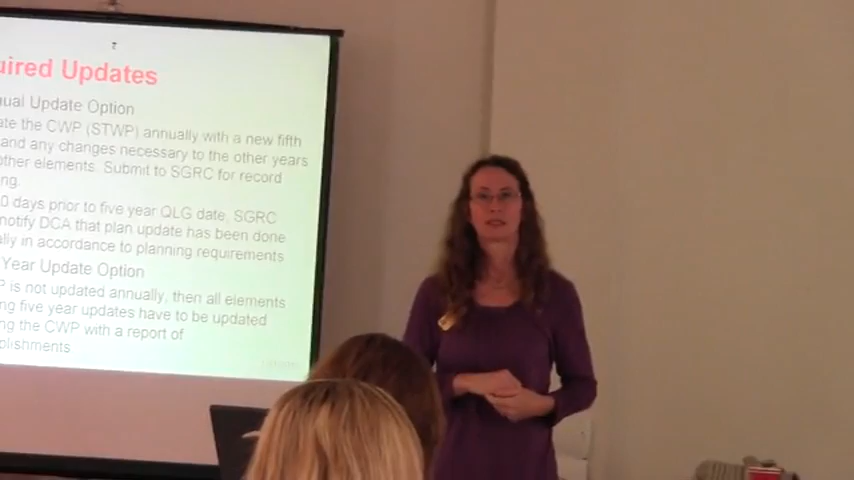 uired Updates
nual Update Option
ate the CWP (STWP) annually with a new fifth
and any changes necessary to the other years
other elements. Submit to SGRC for record
ng.
0 days prior to five year QLG date, SGRC
notify DCA that plan update has been done
ally in accordance to planning requirements
Year Update Option
P is not updated annually, then all elements
ng five year updates have to be updated
ng the CWP with a report of
plishments